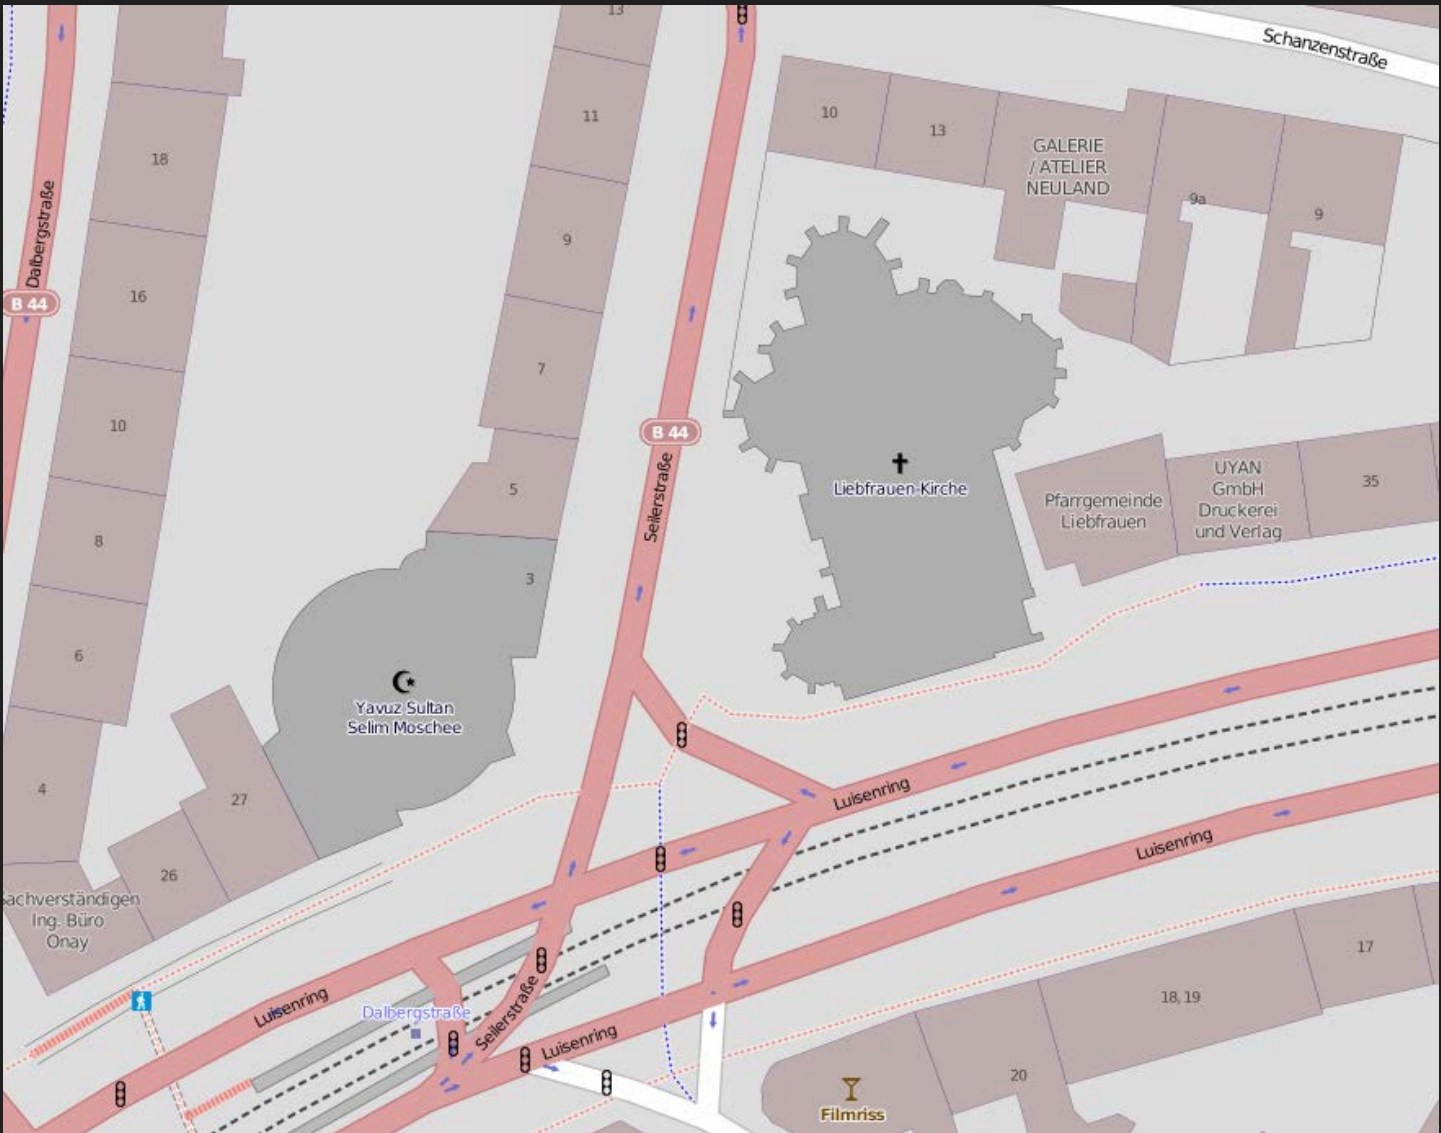 13
Schanzenstraße
11
10
13
GALERIE
/ ATELIER
NEULAND
18
9a
9
9
Dalbergstraße
16
B 44
7
10
B 44
Seilerstraße
5
Liebfrauen-Kirche
Pfarrgemeinde
Liebfrauen
UYAN
GmbH
Druckerei
und Verlag
35
8
3
6
Yavuz Sultan
Selim Moschee
4
27
Luisenring
Luisenring
26
Sachverständigen
Ing. Büro
Onay
17
18, 19
Luisenring
Dalbergstraße
Seilerstraße
Luisenring
20
Filmriss